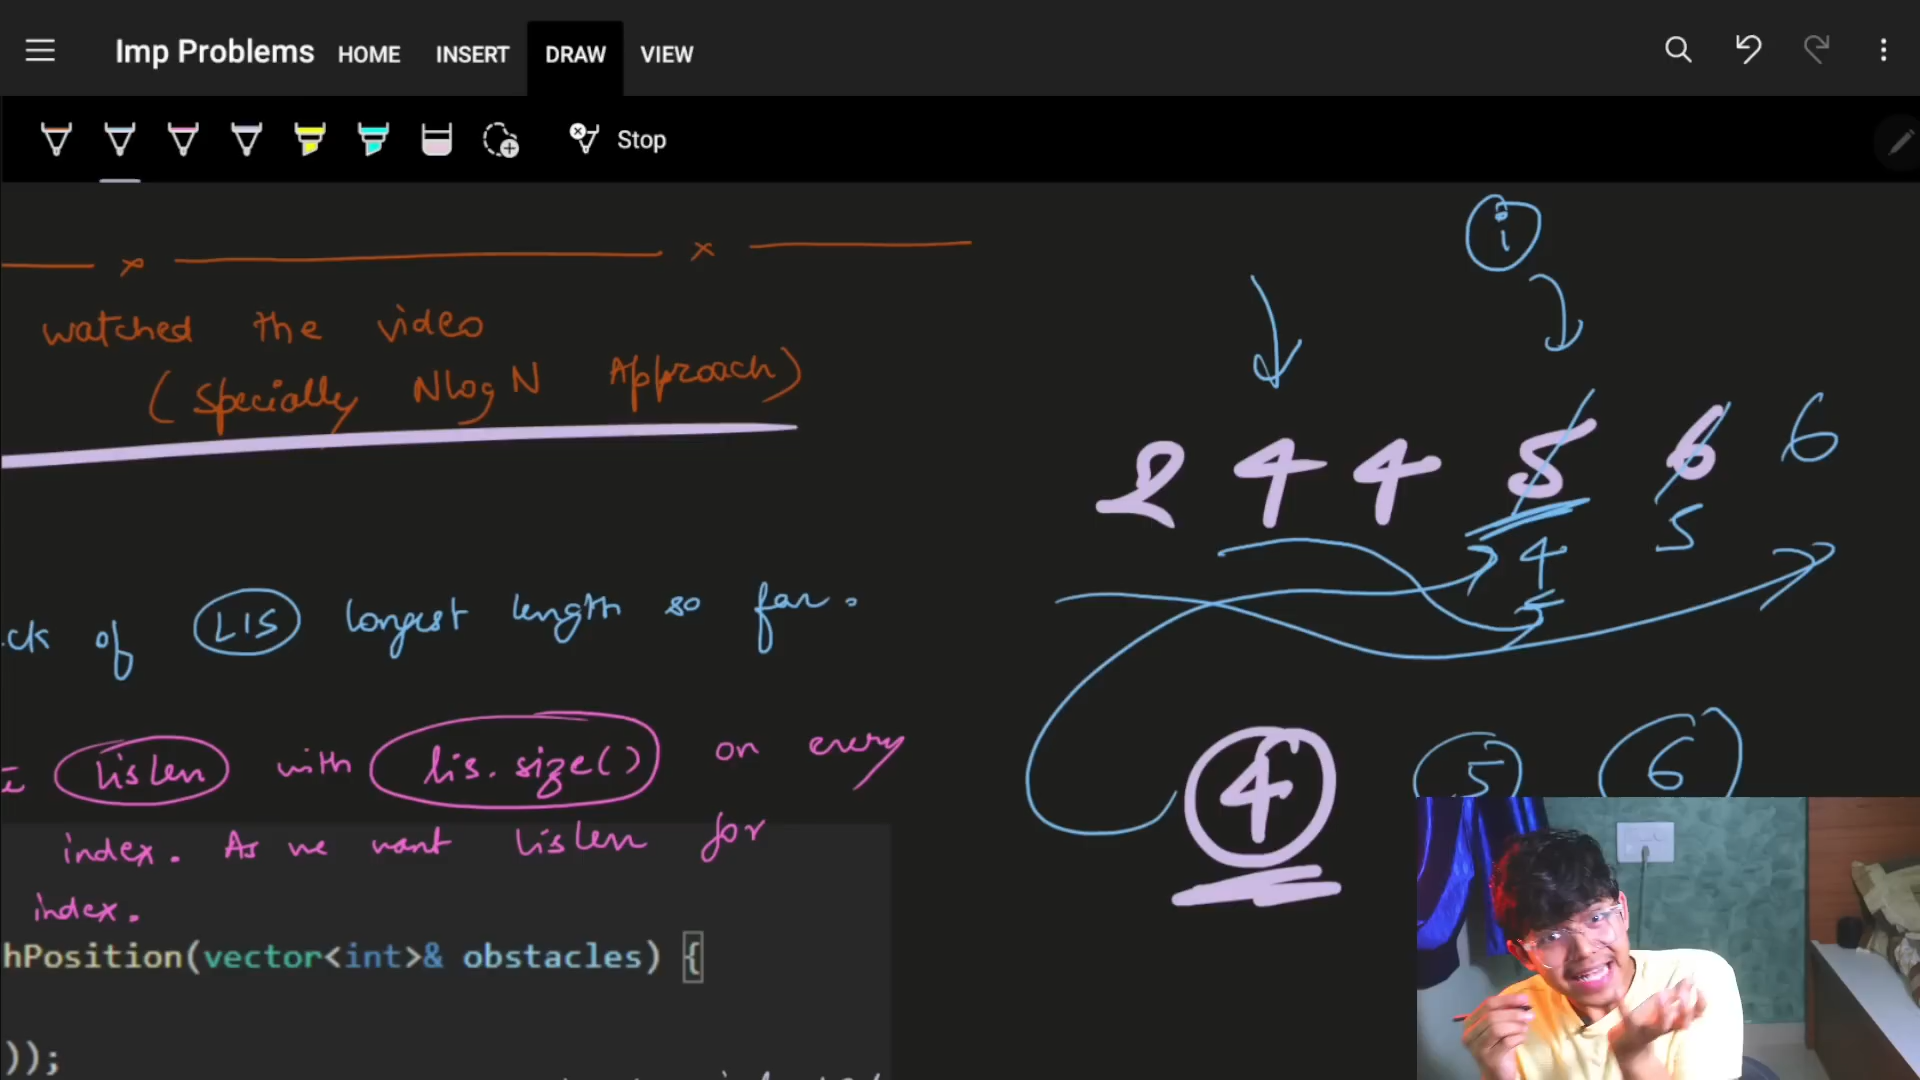 Imp Problems HOME INSERT DRAW VIEW
Stop
x x
watched the video
(Specially NlogN Approach)
ck of LIS longest length so far.
lislen with lis.size() on every
index. As we want lislen for
index.
hPosition(vector<int>& obstacles) {
));
i
2 4 4 5 6 6
4 5
5
4 5 6